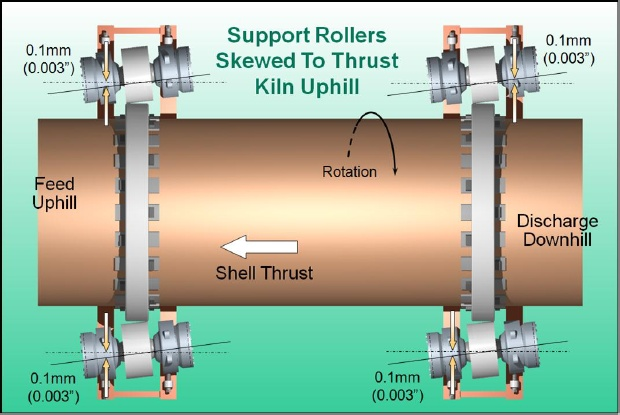 Support Rollers
Skewed To Thrust
Kiln Uphill
0.1mm
(0.003”)
0.1mm
(0.003”)
Rotation
Feed
Uphill
Discharge
Downhill
Shell Thrust
0.1mm
(0.003”)
0.1mm
(0.003”)